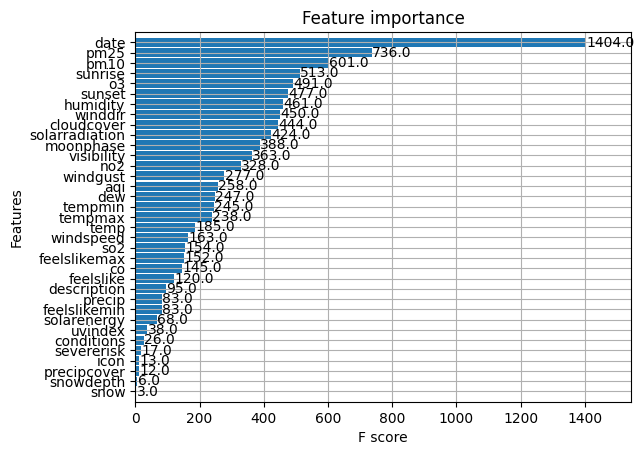 Feature importance
date 1404.0
pm25 736.0
pm10 601.0
sunrise 513.0
o3 491.0
sunset 477.0
humidity 461.0
winddir 450.0
cloudcover 444.0
solarradiation 424.0
moonphase 388.0
visibility 363.0
no2 328.0
windgust 277.0
aqi 258.0
dew 247.0
tempmin 245.0
tempmax 238.0
temp 185.0
windspeed 163.0
so2 154.0
feelslikemax 152.0
co 145.0
feelslike 120.0
description 95.0
precip 83.0
feelslikemin 83.0
solarenergy 68.0
uvindex 38.0
conditions 26.0
severerisk 17.0
icon 13.0
precipcover 12.0
snowdepth 6.0
snow 3.0
Features
0 200 400 600 800 1000 1200 1400
F score